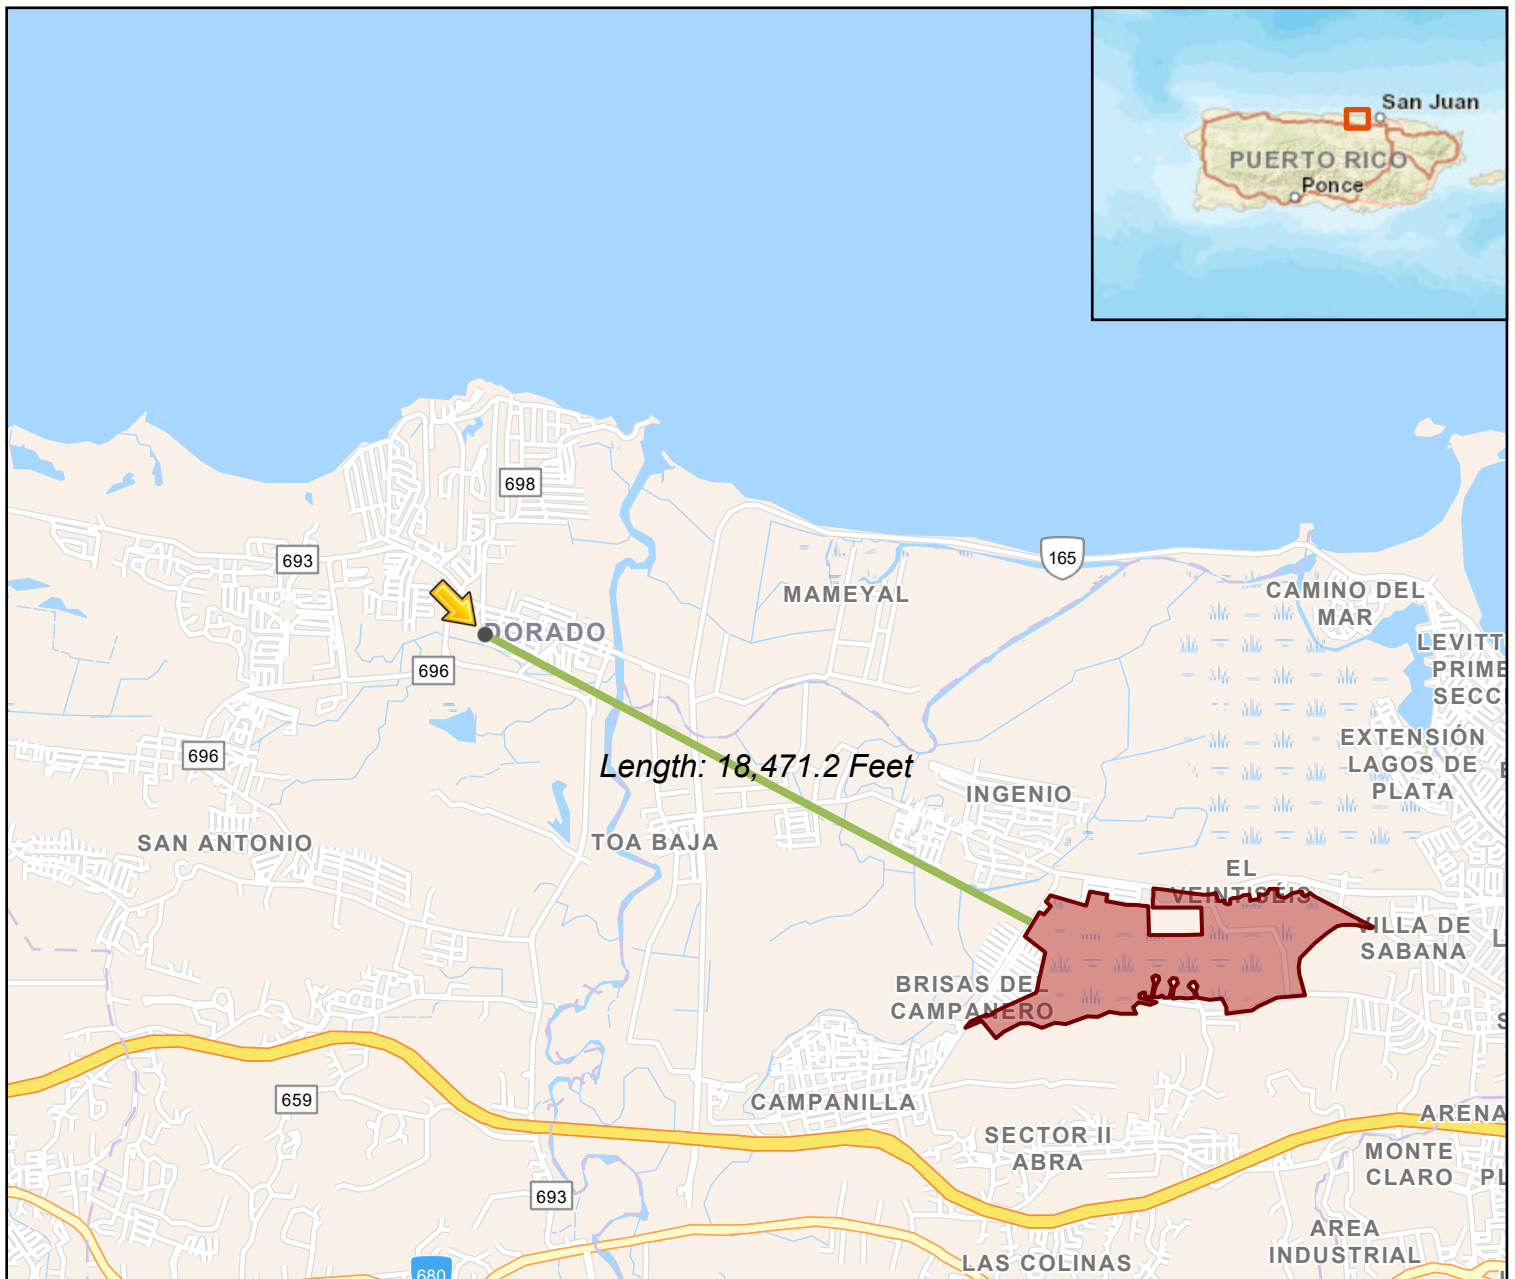 San Juan
PUERTO RICO
Ponce
698
693
165
MAMEYAL
CAMINO DEL
MAR
DORADO
LEVITT
PRIME
SECC
696
696
EXTENSIÓN
LAGOS DE
PLATA
Length: 18,471.2 Feet
INGENIO
SAN ANTONIO
TOA BAJA
EL
VEINTISÉIS
VILLA DE
SABANA
BRISAS DEL
CAMPANERO
659
CAMPANILLA
ARENA
SECTOR II
ABRA
MONTE
CLARO
PL
693
AREA
INDUSTRIAL
LAS COLINAS
680